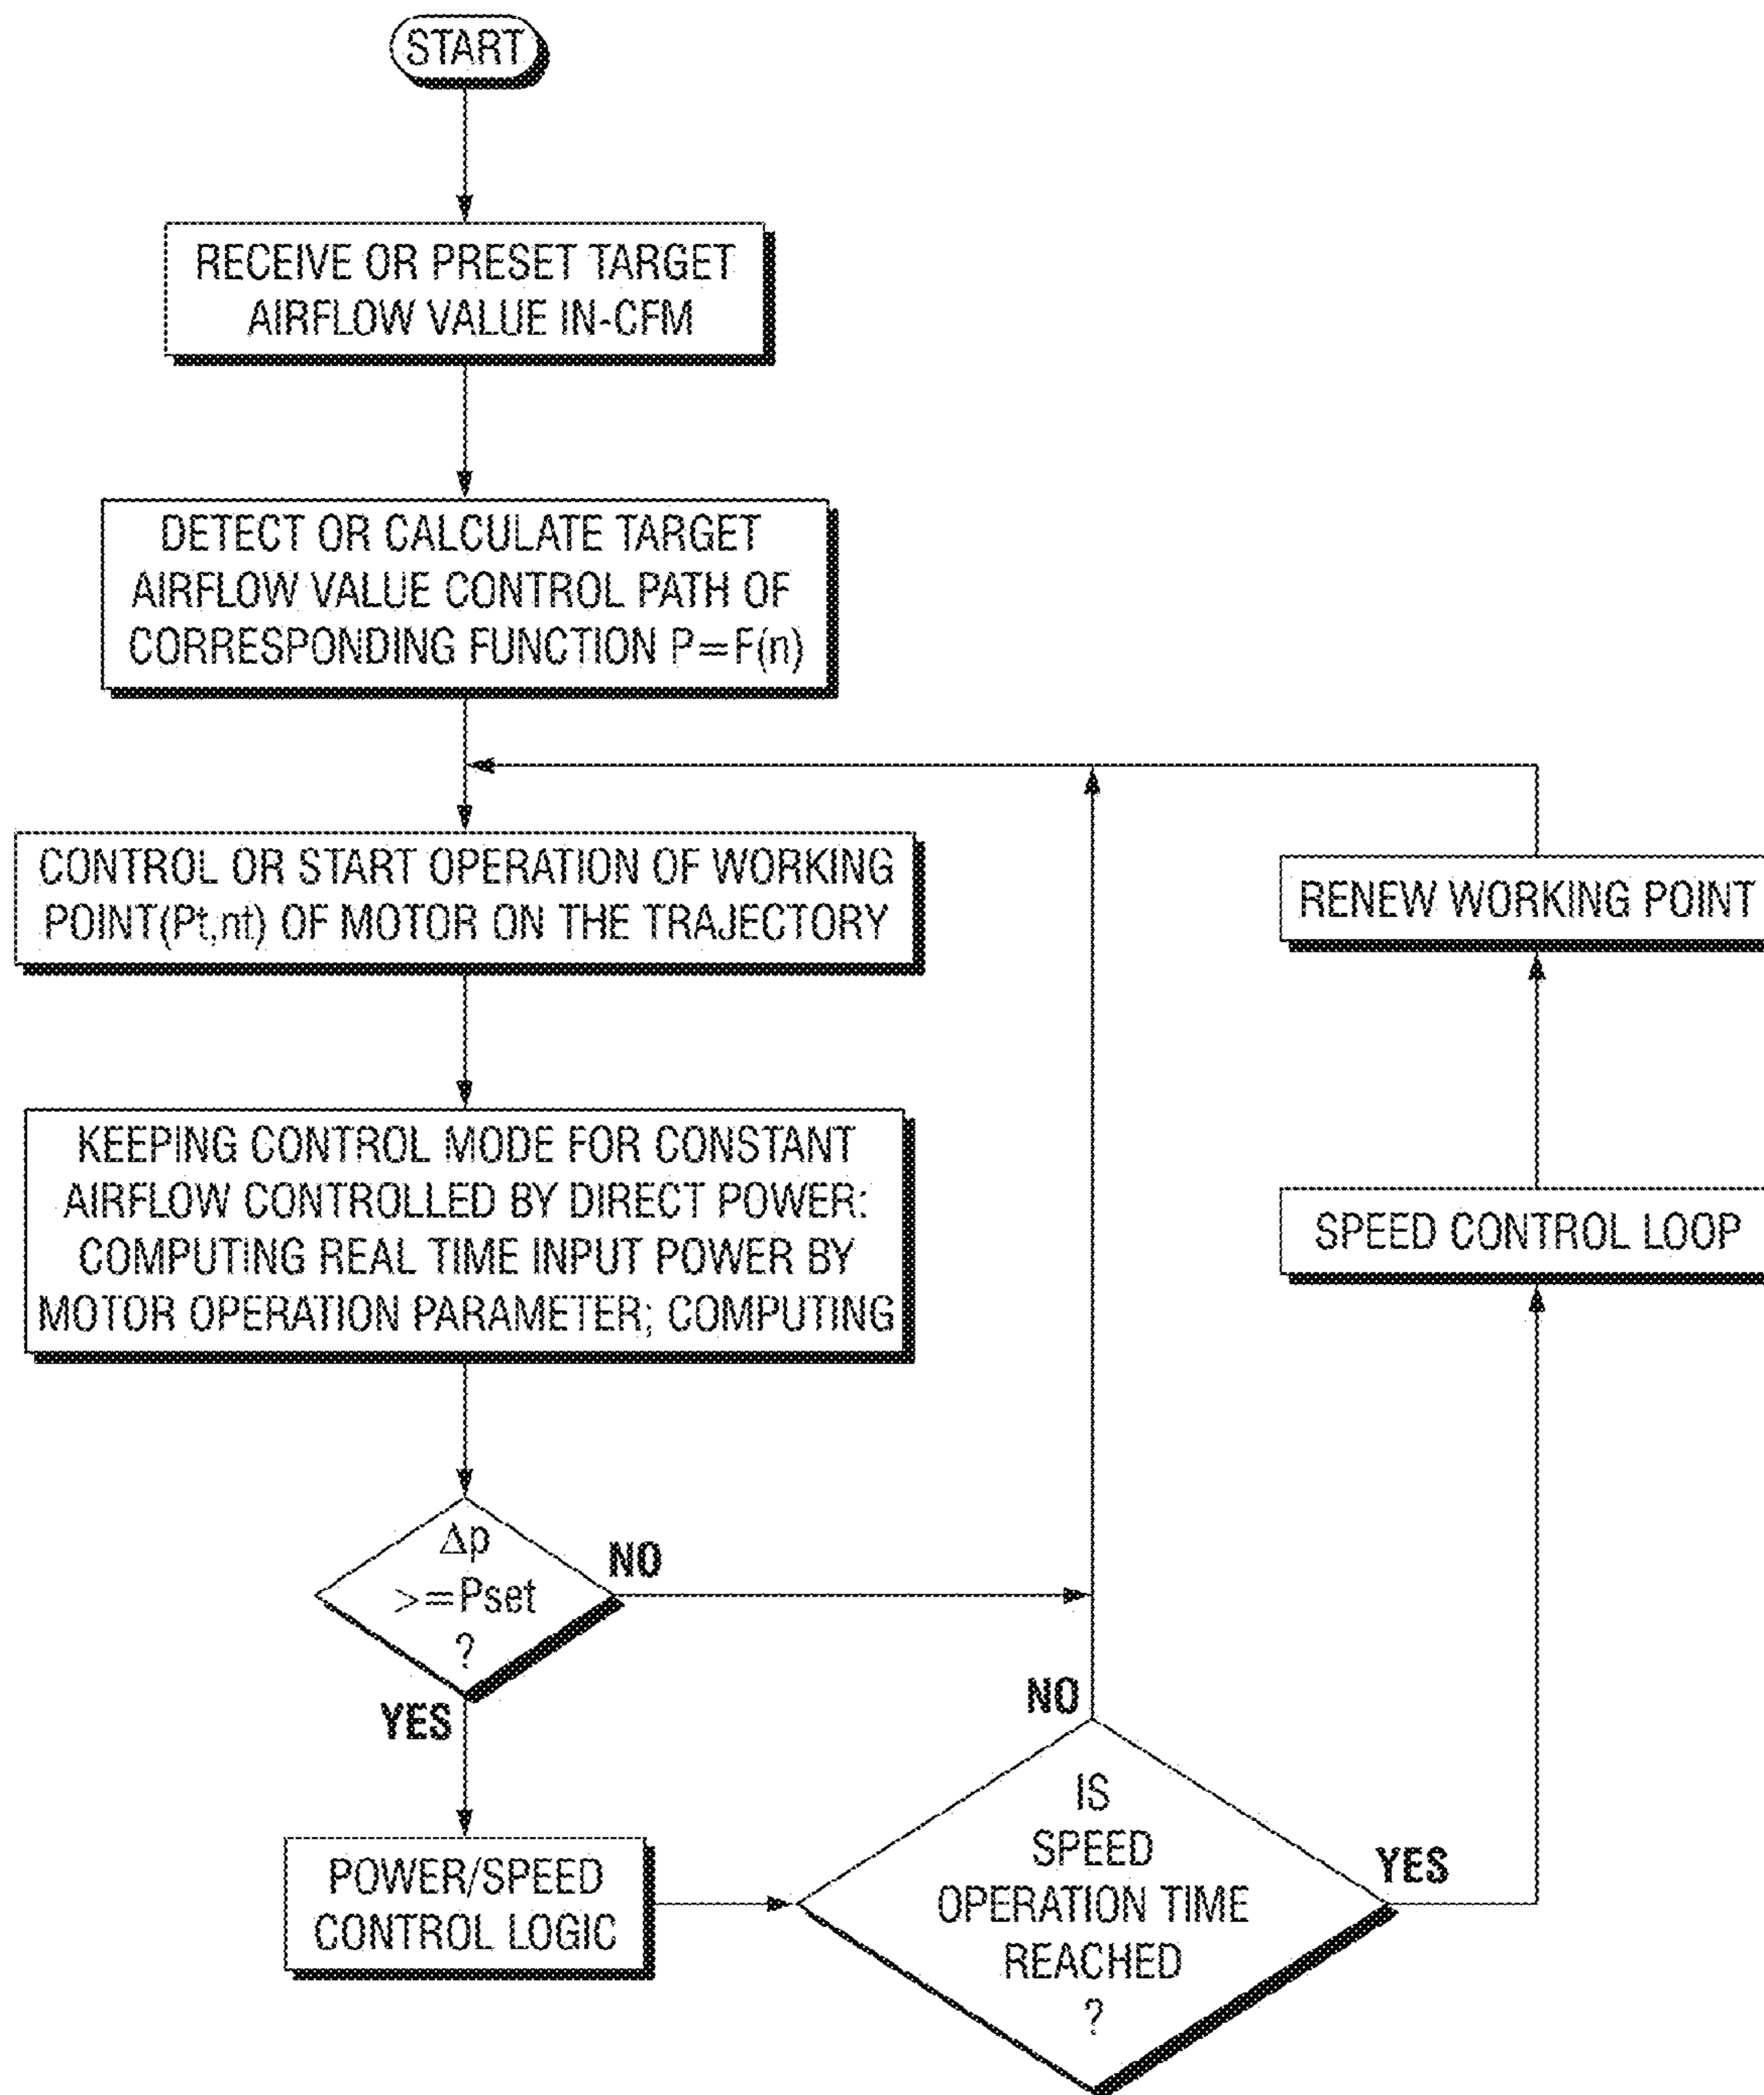 START
RECEIVE OR PRESET TARGET
AIRFLOW VALUE IN-CFM
DETECT OR CALCULATE TARGET
AIRFLOW VALUE CONTROL PATH OF
CORRESPONDING FUNCTION P=F(n)
CONTROL OR START OPERATION OF WORKING
POINT(Pt,nt) OF MOTOR ON THE TRAJECTORY
KEEPING CONTROL MODE FOR CONSTANT
AIRFLOW CONTROLLED BY DIRECT POWER:
COMPUTING REAL TIME INPUT POWER BY
MOTOR OPERATION PARAMETER; COMPUTING
Δp
>=Pset
?
NO
YES
POWER/SPEED
CONTROL LOGIC
IS
SPEED
OPERATION TIME
REACHED
?
NO
YES
SPEED CONTROL LOOP
RENEW WORKING POINT